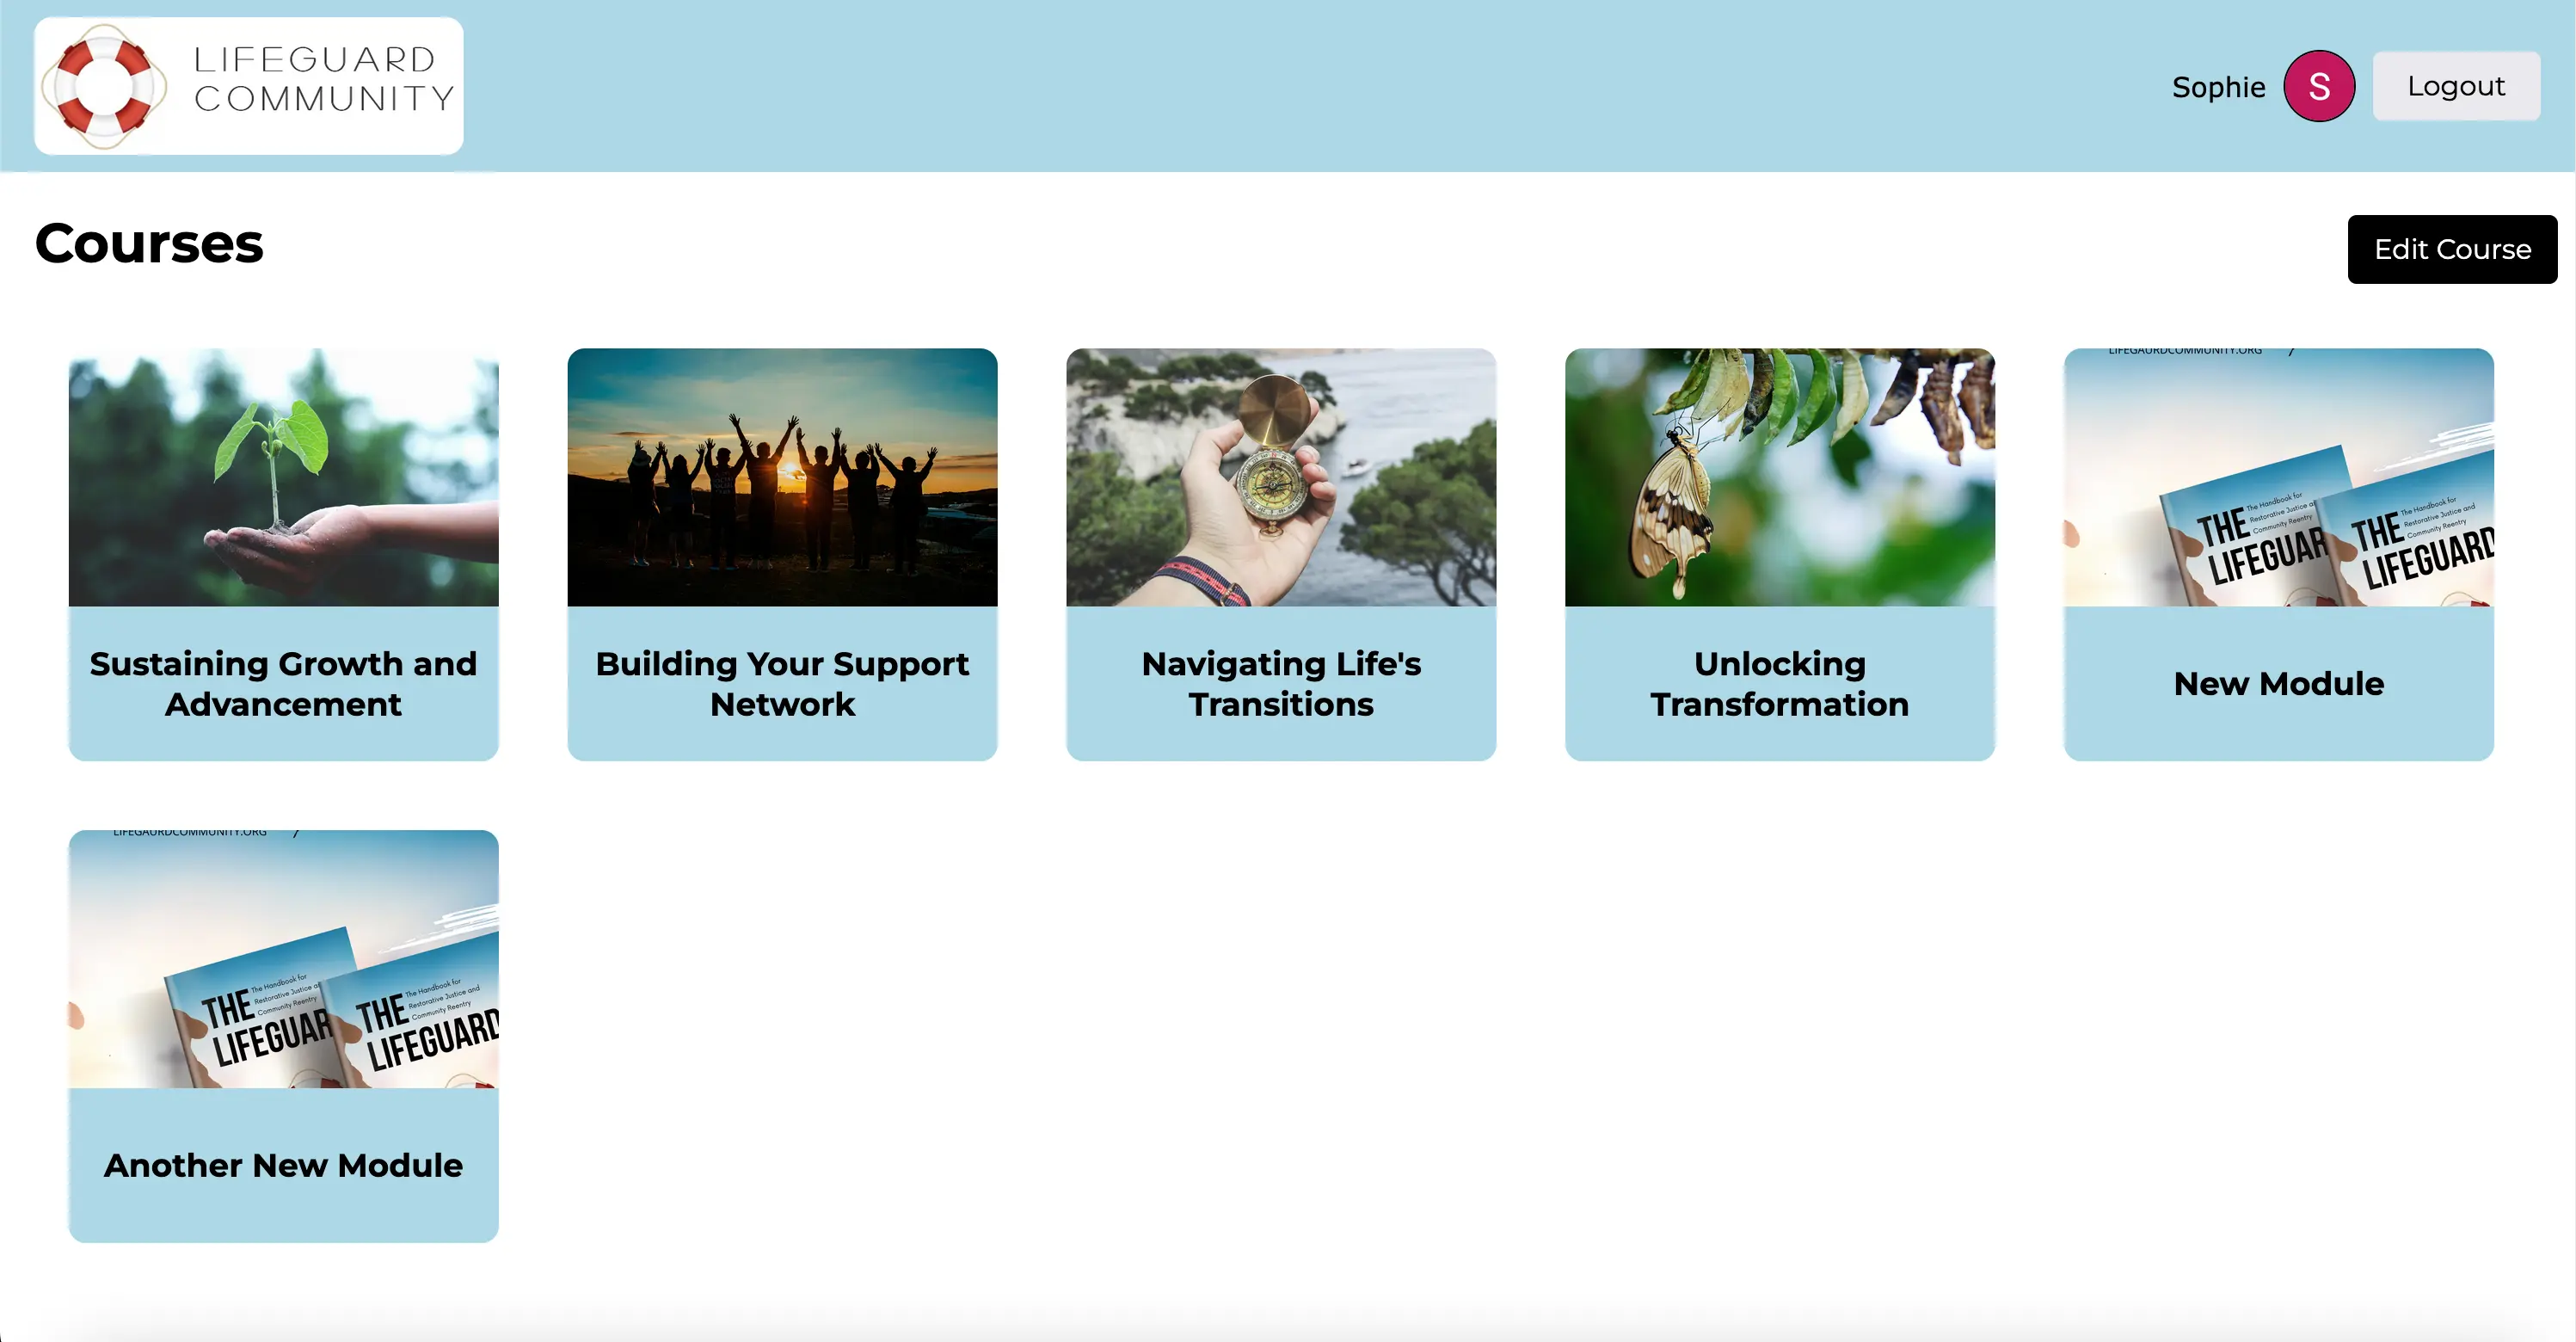 LIFEGUARD
COMMUNITY
Sophie
S
Logout
Courses
Edit Course
Sustaining Growth and
Advancement
Building Your Support
Network
Navigating Life's
Transitions
Unlocking
Transformation
LIFEGAURDCOMMUNITY.ORG
THE
The Handbook for
Restorative Justice
Community Reentry
LIFEGUAR
THE
The Handbook for
Restorative Justice and
Community Reentry
LIFEGUARD
New Module
LIFEGAURDCOMMUNITY.ORG
THE
The Handbook for
Restorative Justice
Community Reentry
LIFEGUAR
THE
The Handbook for
Restorative Justice and
Community Reentry
LIFEGUARD
Another New Module